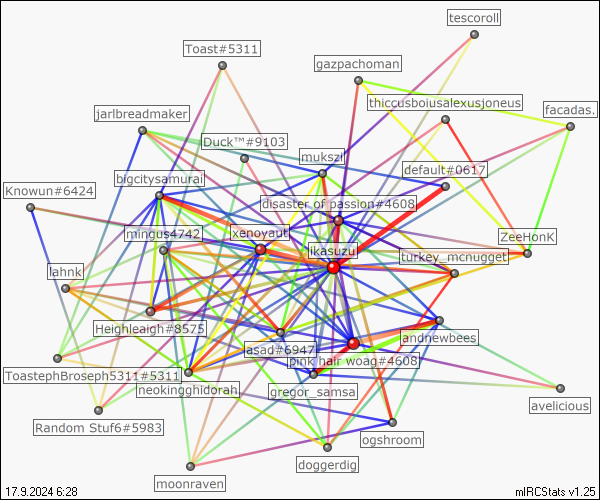 tescoroll
Toast#5311
gazpachoman
thiccusboiusalexusjoneus
jarlbreadmaker
facadas.
Duck™#9103
mukszi
default#0617
bigcitysamurai
Knowun#6424
disaster of passion#4608
mingus4742
xenoyaut
ZeeHonK
ikasuzu
turkey_mcnugget
lahnk
Heighleaigh#8575
andnewbees
jasad#6947
pink hair woag#4608
ToastephBroseph5311#5311
neokingghidorah
gregor_samsa
avelicious
Random Stuf6#5983
ogshroom
doggerdig
moonraven
17.9.2024 6:28
mIRCStats v1.25